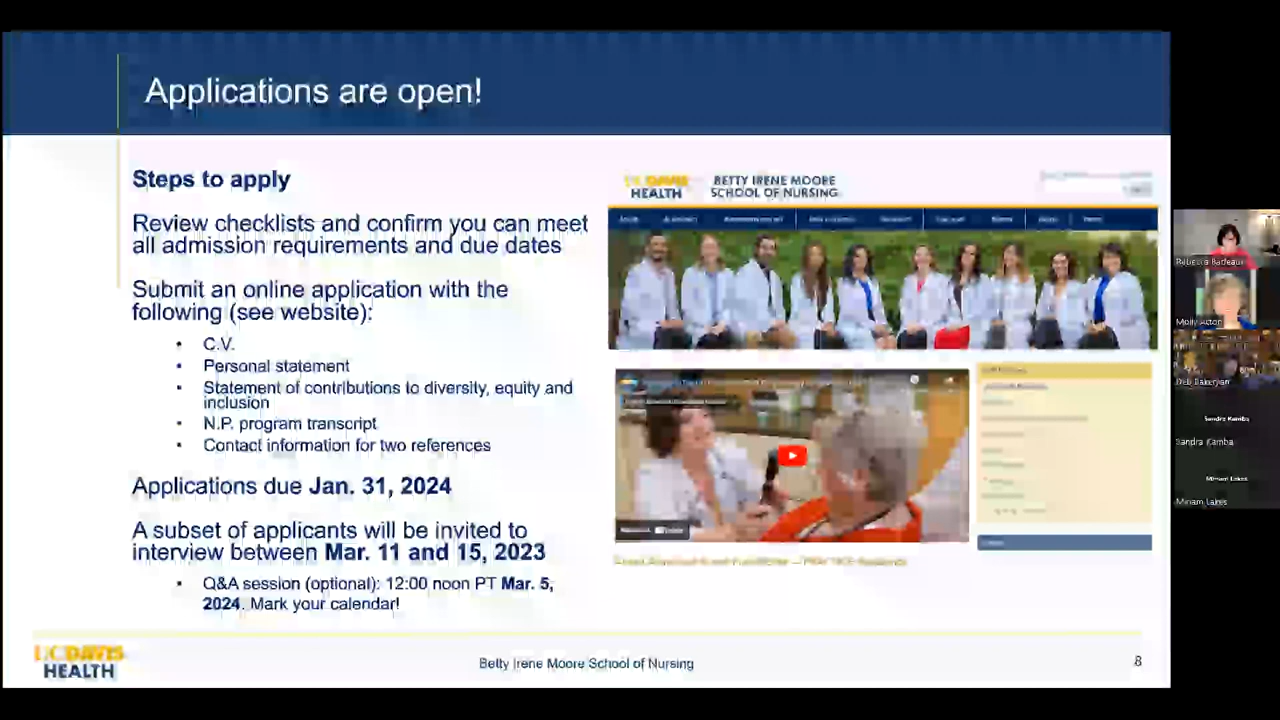 Applications are open!
Steps to apply
Review checklists and confirm you can meet
all admission requirements and due dates
Submit an online application with the
following (see website):
• C.V.
• Personal statement
• Statement of contributions to diversity, equity and
inclusion
• N.P. program transcript
• Contact information for two references
Applications due Jan. 31, 2024
A subset of applicants will be invited to
interview between Mar. 11 and 15, 2023
• Q&A session (optional): 12:00 noon PT Mar. 5,
2024. Mark your calendar!
UC DAVIS
HEALTH
BETTY IRENE MOORE
SCHOOL OF NURSING
UC DAVIS
HEALTH
Betty Irene Moore School of Nursing
8
Rebecca Badeaux
Molly Acton
Deb Bakerjian
Sandra Kamba
Sandra Kamba
Miriam Lakes
Miriam Lakes